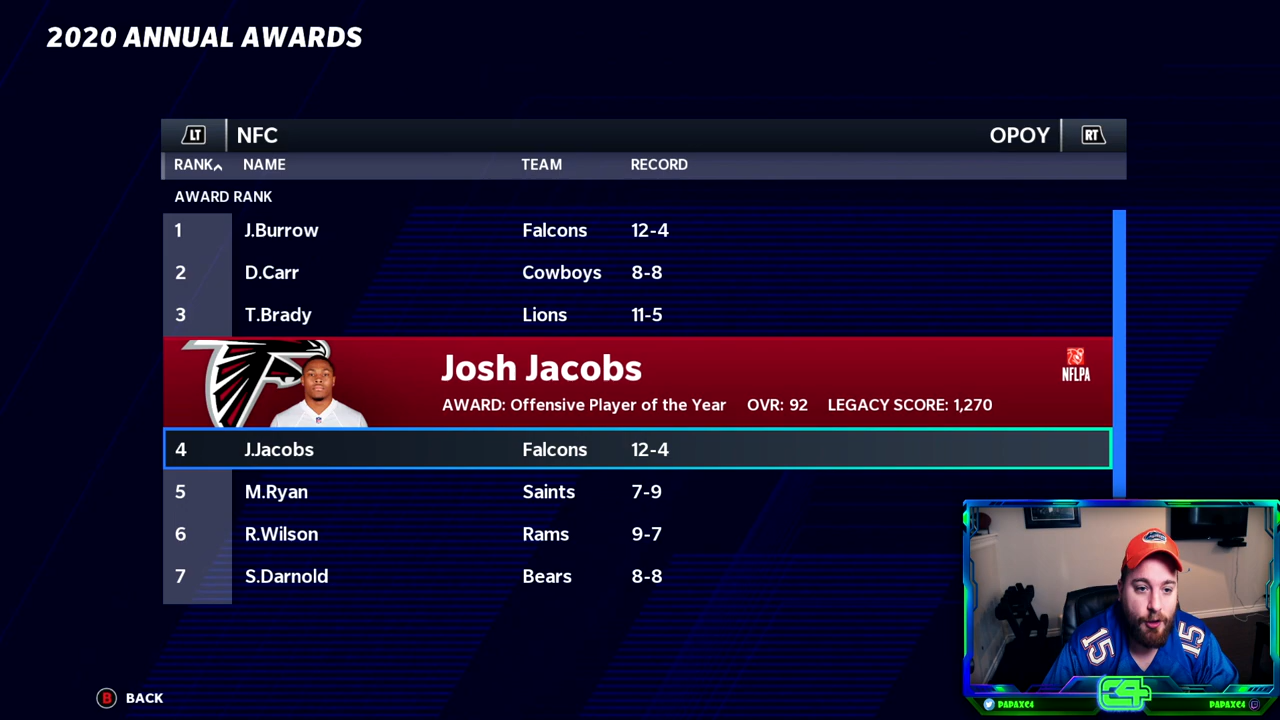 2020 ANNUAL AWARDS
LT NFC OPOY RT
RANK NAME TEAM RECORD
AWARD RANK
1 J.Burrow Falcons 12-4
2 D.Carr Cowboys 8-8
3 T.Brady Lions 11-5
Josh Jacobs
NFLPA
AWARD: Offensive Player of the Year OVR: 92 LEGACY SCORE: 1,270
4 J.Jacobs Falcons 12-4
5 M.Ryan Saints 7-9
6 R.Wilson Rams 9-7
7 S.Darnold Bears 8-8
15 15
C4
B BACK
PAPAXC4 PAPAXC4